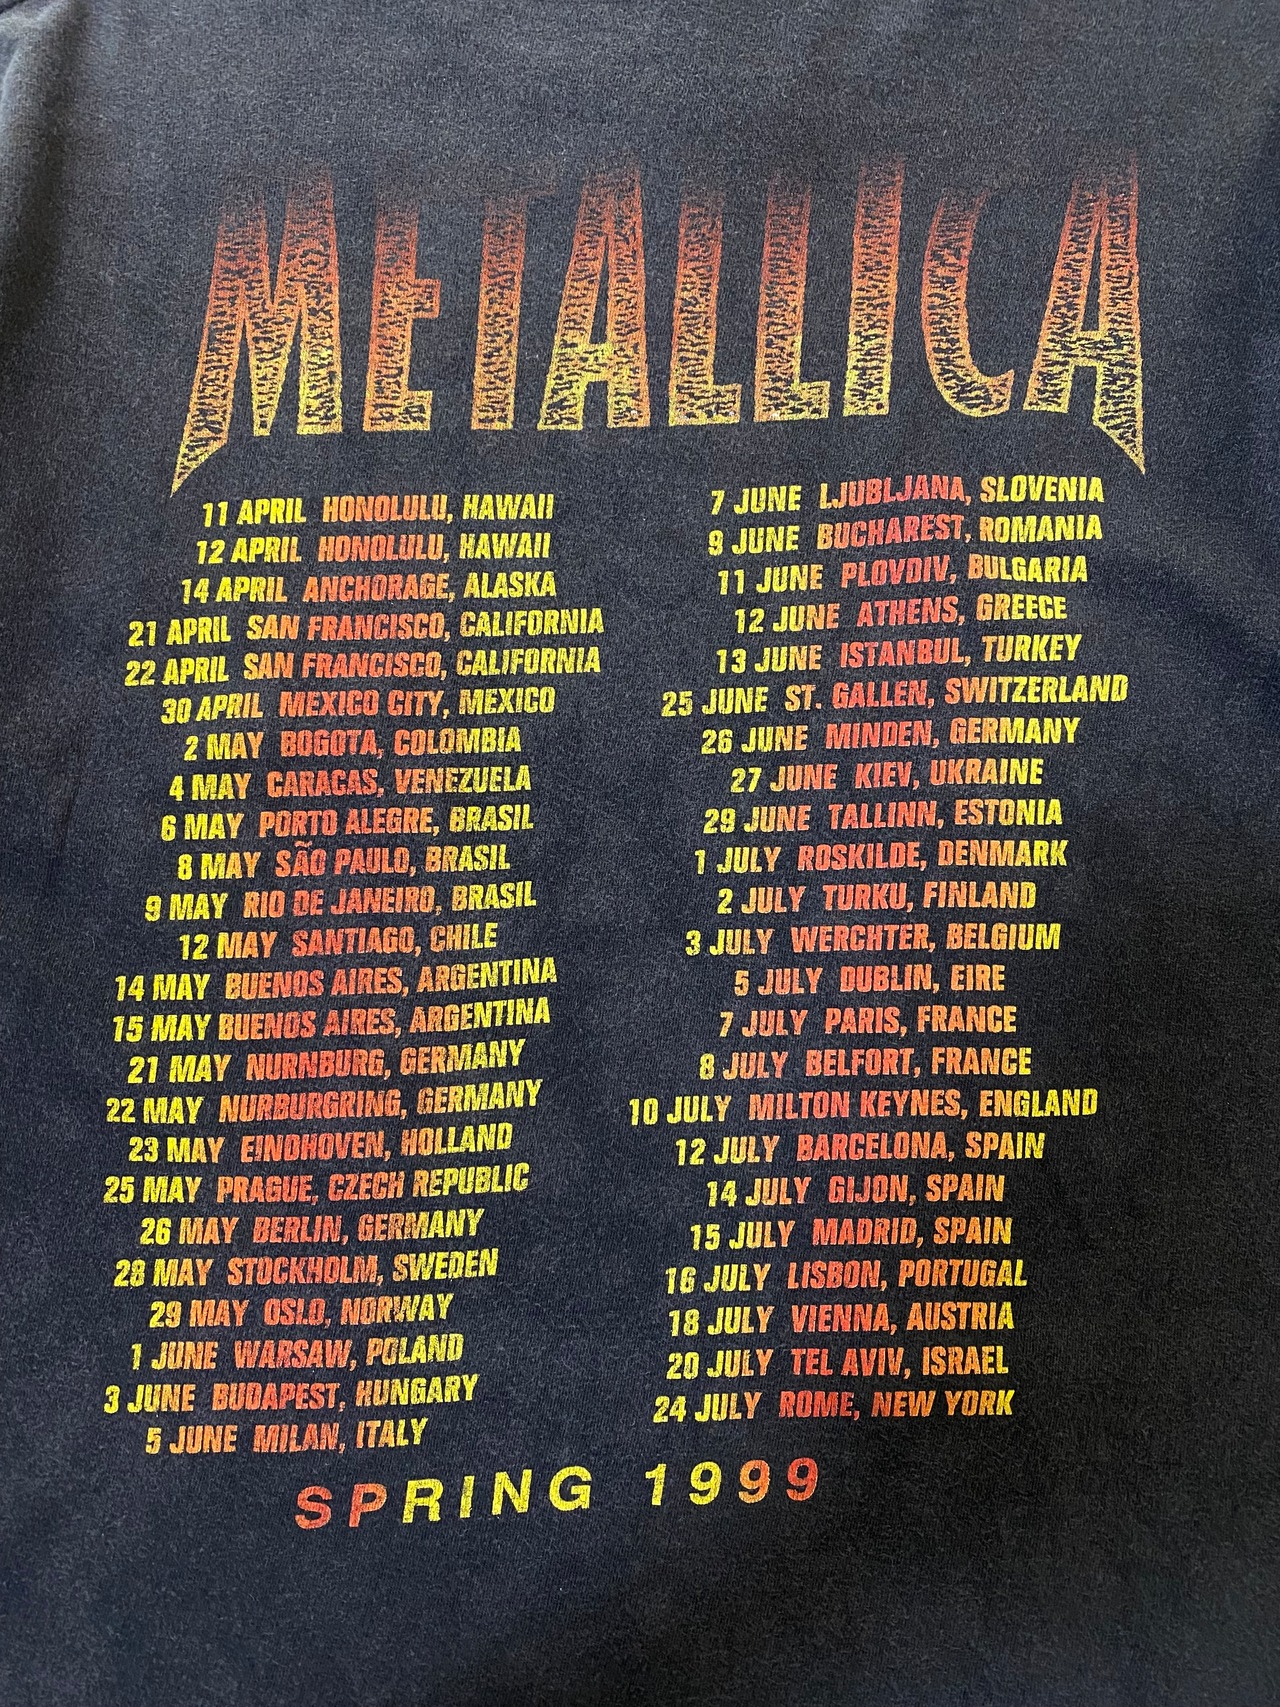 METALLICA
11 APRIL HONOLULU, HAWAII
12 APRIL HONOLULU, HAWAII
14 APRIL ANCHORAGE, ALASKA
21 APRIL SAN FRANCISCO, CALIFORNIA
22 APRIL SAN FRANCISCO, CALIFORNIA
30 APRIL MEXICO CITY, MEXICO
2 MAY BOGOTA, COLOMBIA
4 MAY CARACAS, VENEZUELA
6 MAY PORTO ALEGRE, BRASIL
8 MAY SÃO PAULO, BRASIL
9 MAY RIO DE JANEIRO, BRASIL
12 MAY SANTIAGO, CHILE
14 MAY BUENOS AIRES, ARGENTINA
15 MAY BUENOS AIRES, ARGENTINA
21 MAY NURNBURG, GERMANY
22 MAY NURBURGRING, GERMANY
23 MAY EINDHOVEN, HOLLAND
25 MAY PRAGUE, CZECH REPUBLIC
26 MAY BERLIN, GERMANY
28 MAY STOCKHOLM, SWEDEN
29 MAY OSLO, NORWAY
1 JUNE WARSAW, POLAND
3 JUNE BUDAPEST, HUNGARY
5 JUNE MILAN, ITALY
7 JUNE LJUBLJANA, SLOVENIA
9 JUNE BUCHAREST, ROMANIA
11 JUNE PLOVDIV, BULGARIA
12 JUNE ATHENS, GREECE
13 JUNE ISTANBUL, TURKEY
25 JUNE ST. GALLEN, SWITZERLAND
26 JUNE MINDEN, GERMANY
27 JUNE KIEV, UKRAINE
29 JUNE TALLINN, ESTONIA
1 JULY ROSKILDE, DENMARK
2 JULY TURKU, FINLAND
3 JULY WERCHTER, BELGIUM
5 JULY DUBLIN, EIRE
7 JULY PARIS, FRANCE
8 JULY BELFORT, FRANCE
10 JULY MILTON KEYNES, ENGLAND
12 JULY BARCELONA, SPAIN
14 JULY GIJON, SPAIN
15 JULY MADRID, SPAIN
16 JULY LISBON, PORTUGAL
18 JULY VIENNA, AUSTRIA
20 JULY TEL AVIV, ISRAEL
24 JULY ROME, NEW YORK
SPRING 1999